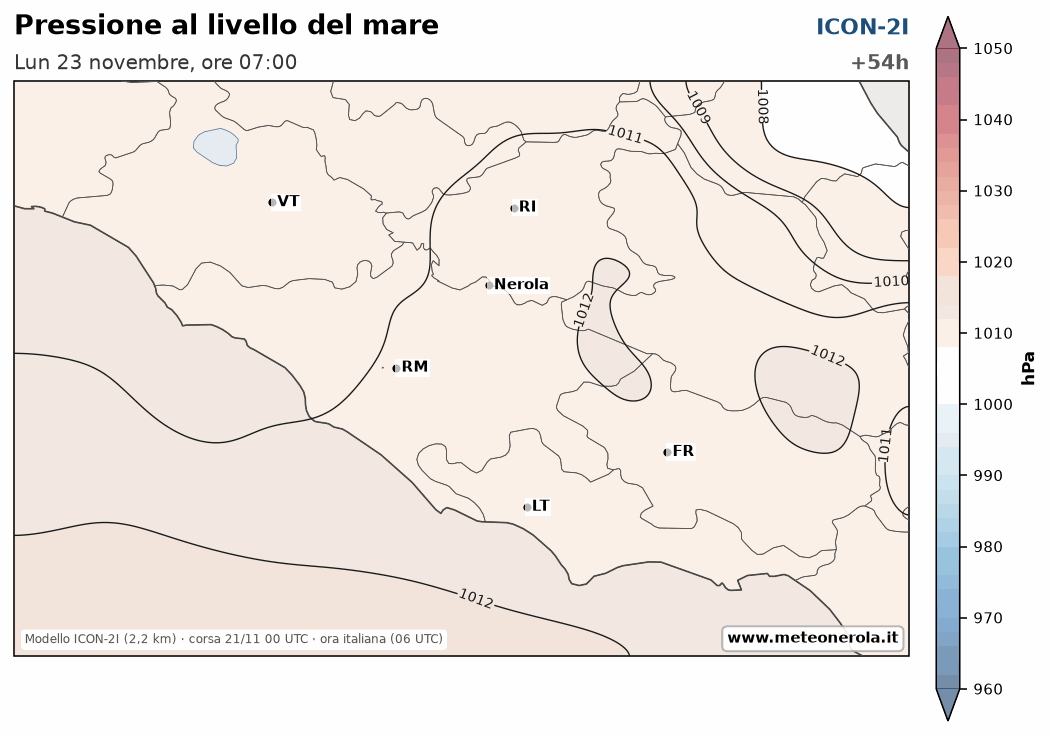 Pressione al livello del mare
ICON-2I
Lun 23 novembre, ore 07:00
+54h
1050
1040
1030
1020
1010
1000
990
980
970
960
hPa
1009
1008
1011
VT
RI
Nerola
1010
1012
1012
RM
1011
FR
LT
1012
Modello ICON-2I (2,2 km) · corsa 21/11 00 UTC · ora italiana (06 UTC)
www.meteonerola.it